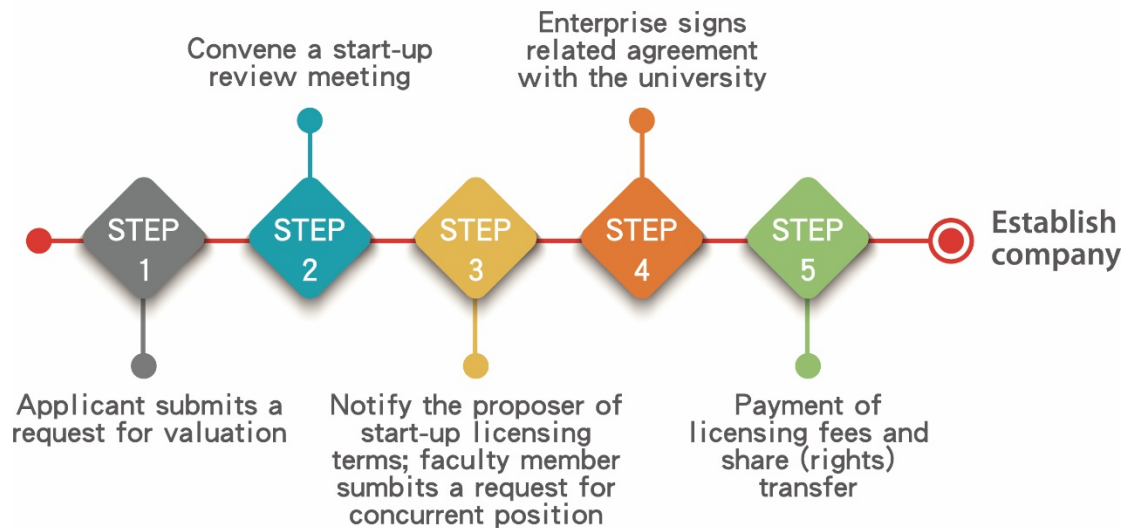 Convene a start-up
review meeting
Enterprise signs
related agreement
with the university
STEP
1
STEP
2
STEP
3
STEP
4
STEP
5
Establish
company
Applicant submits a
request for valuation
Notify the proposer of
start-up licensing
terms; faculty member
sumbits a request for
concurrent position
Payment of
licensing fees and
share (rights)
transfer